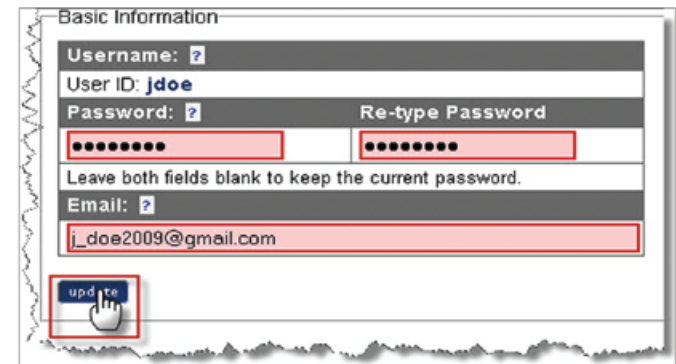 Basic Information
Username: ?
User ID: jdoe
Password: ? Re-type Password
●●●●●●●● ●●●●●●●●
Leave both fields blank to keep the current password.
Email: ?
j_doe2009@gmail.com
update